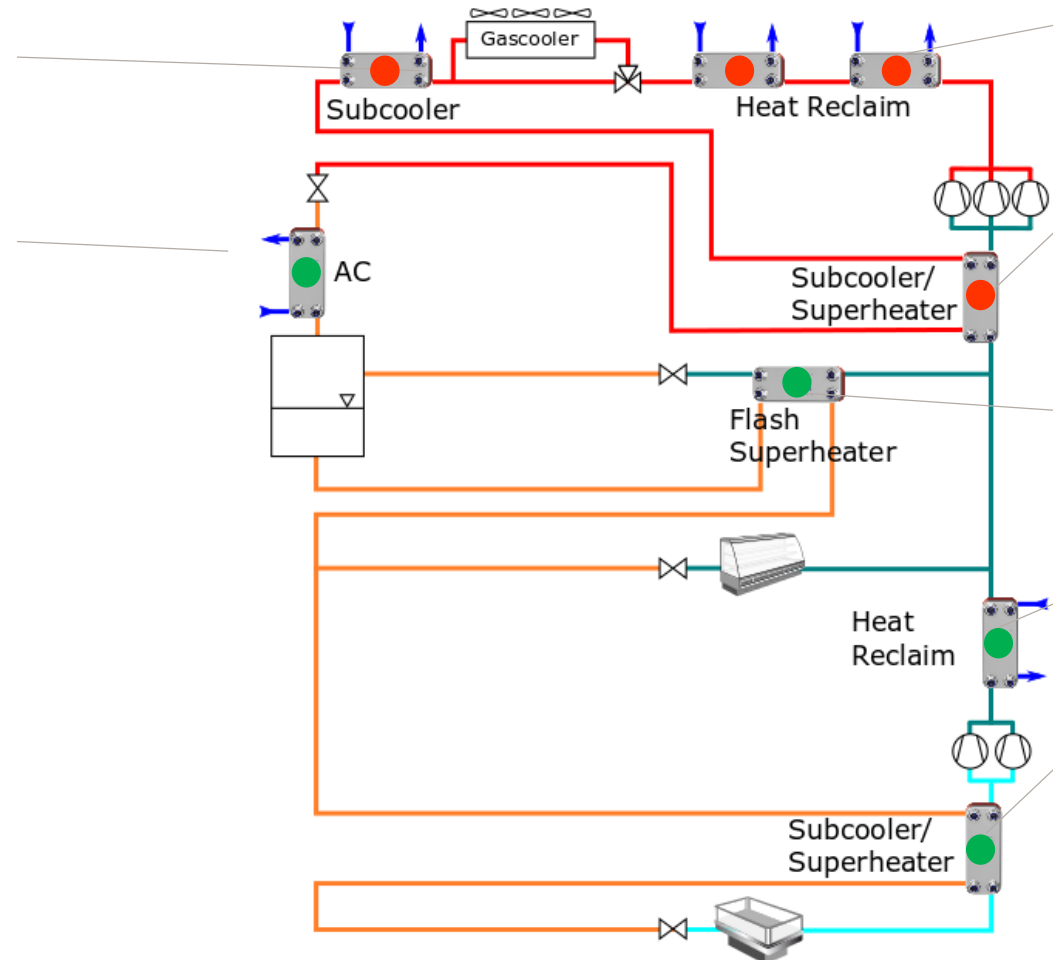 Gascooler
Subcooler
Heat Reclaim
AC
Subcooler/
Superheater
Flash
Superheater
Heat
Reclaim
Subcooler/
Superheater